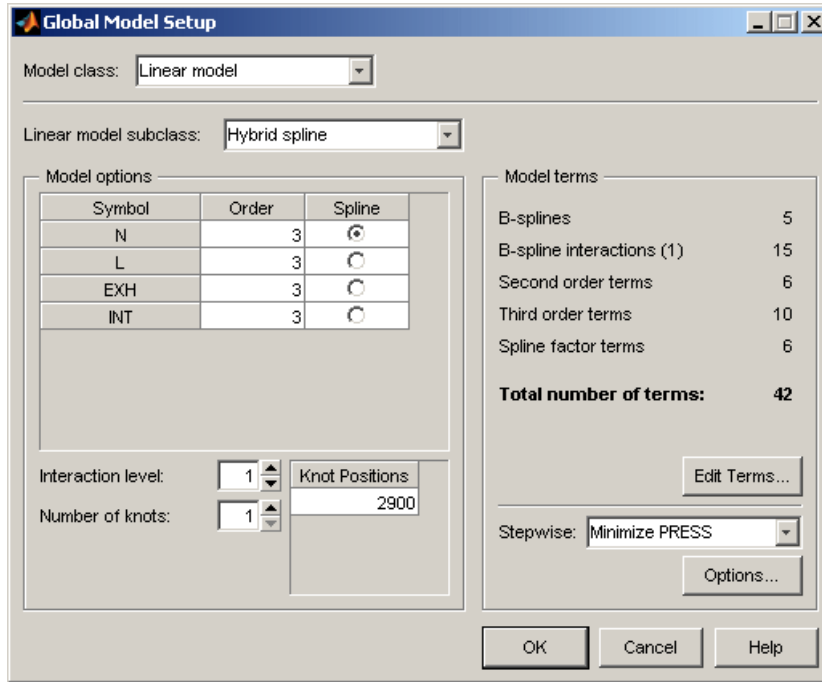 Global Model Setup
Model class: Linear model
Linear model subclass: Hybrid spline
Model options
Symbol Order Spline
N 3
L 3
EXH 3
INT 3
Interaction level: 1
Number of knots: 1
Knot Positions
2900
Model terms
B-splines 5
B-spline interactions (1) 15
Second order terms 6
Third order terms 10
Spline factor terms 6
Total number of terms: 42
Edit Terms...
Stepwise: Minimize PRESS
Options...
OK Cancel Help